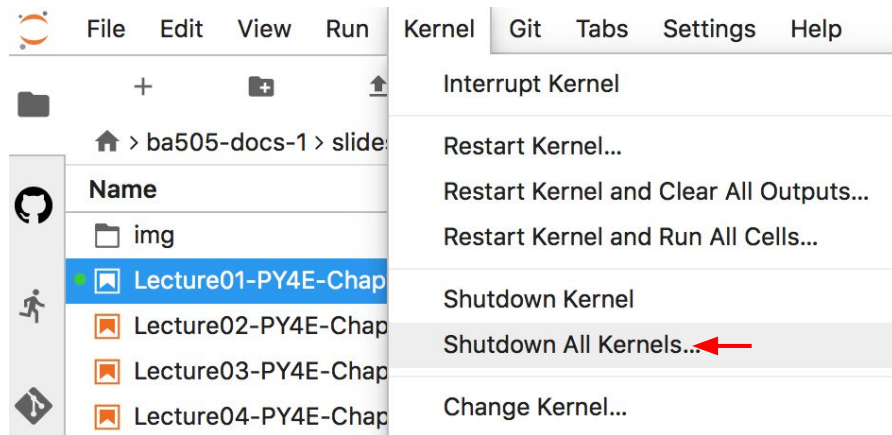 File Edit View Run Kernel Git Tabs Settings Help
Interrupt Kernel
> ba505-docs-1 > slides
Restart Kernel...
Name
Restart Kernel and Clear All Outputs...
img
Restart Kernel and Run All Cells...
Lecture01-PY4E-Chap
Shutdown Kernel
Lecture02-PY4E-Chap
Shutdown All Kernels...
Lecture03-PY4E-Chap
Lecture04-PY4E-Chap
Change Kernel...